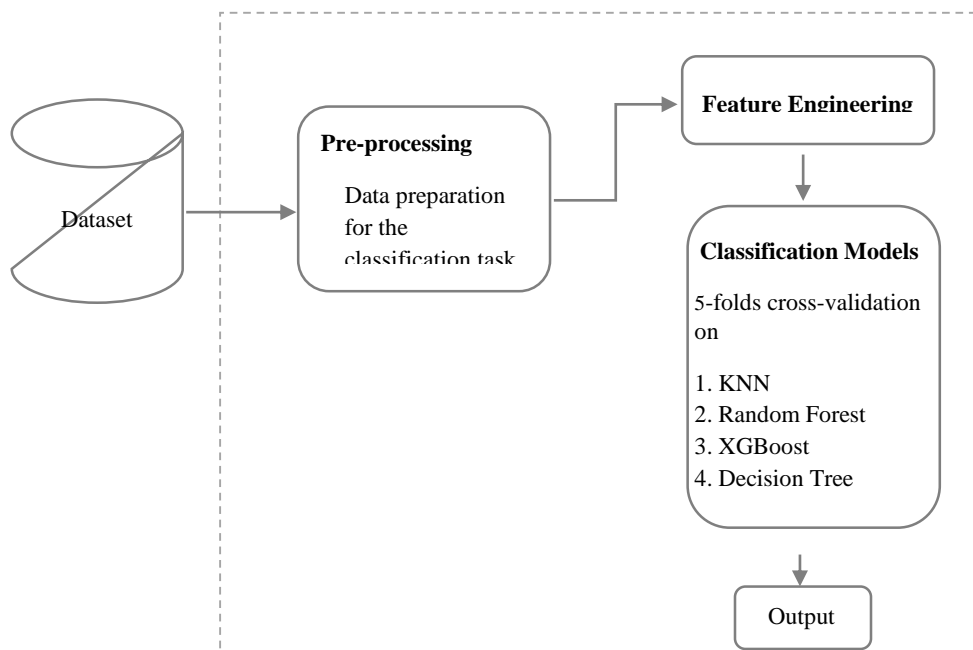 Dataset
Pre-processing
Data preparation
for the
classification task
Feature Engineering
Classification Models
5-folds cross-validation
on
1. KNN
2. Random Forest
3. XGBoost
4. Decision Tree
Output